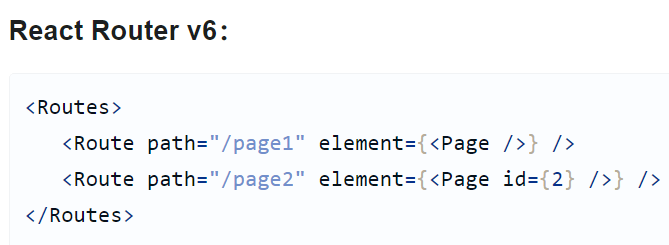 React Router v6:
<Routes>
   <Route path="/page1" element={<Page />} />
   <Route path="/page2" element={<Page id={2} />} />
</Routes>